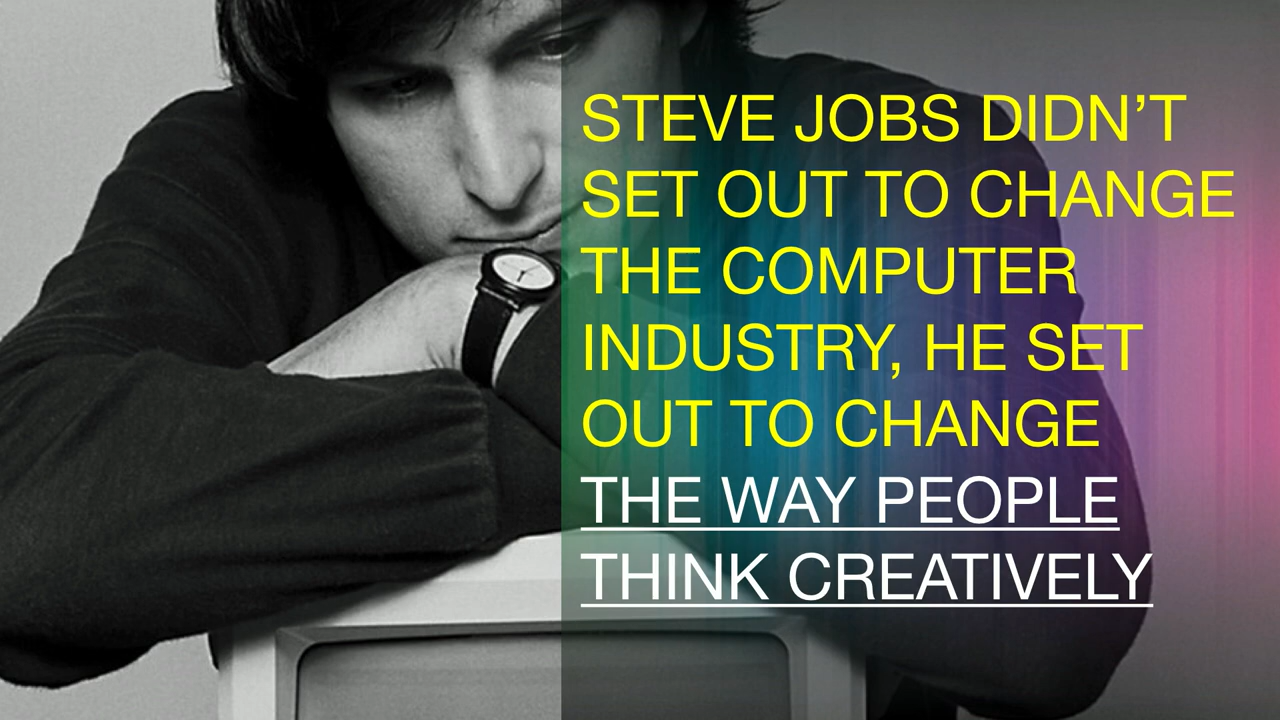 STEVE JOBS DIDN’T
SET OUT TO CHANGE
THE COMPUTER
INDUSTRY, HE SET
OUT TO CHANGE
THE WAY PEOPLE
THINK CREATIVELY